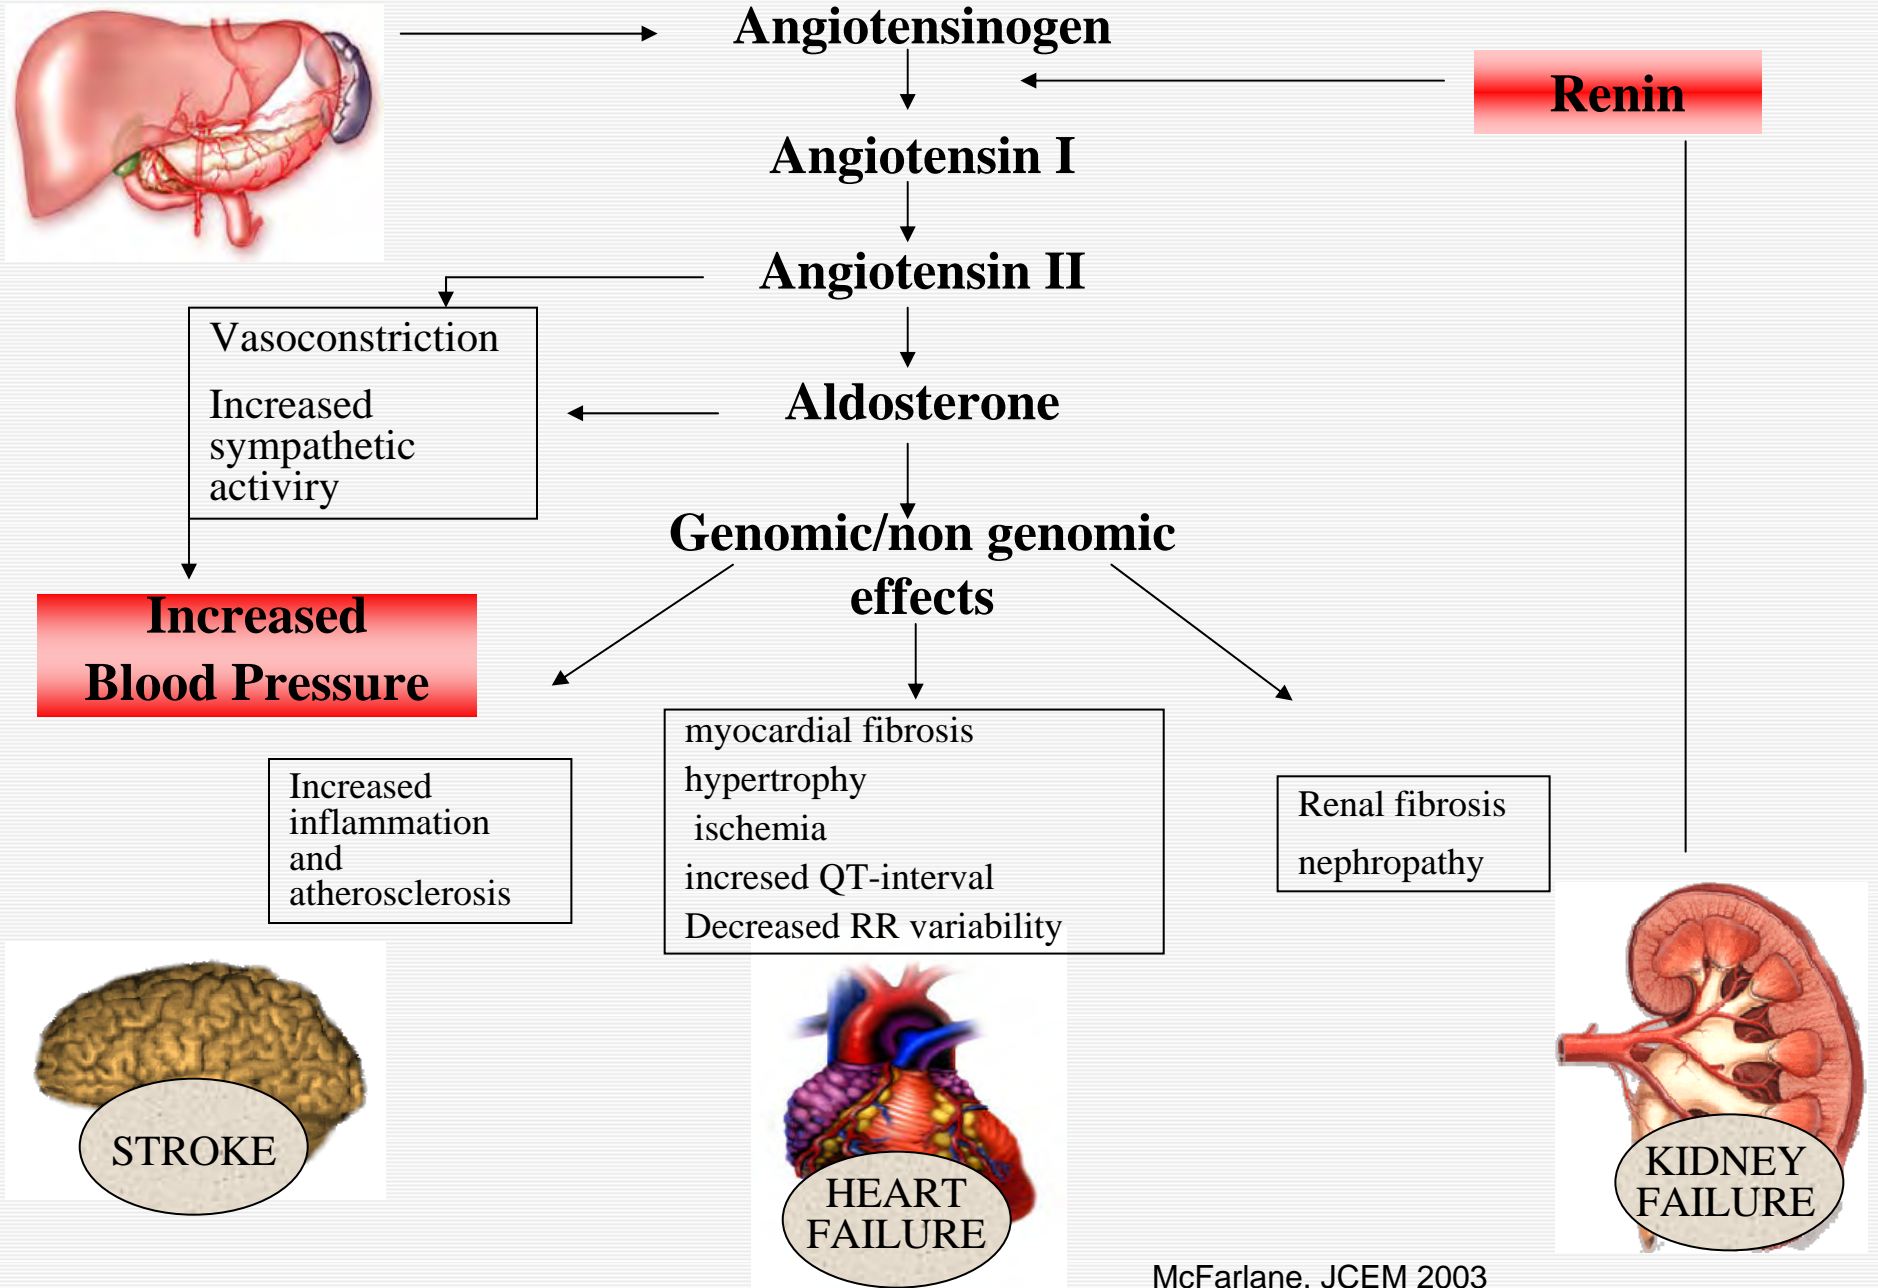 Angiotensinogen
Renin
Angiotensin I
Angiotensin II
Vasoconstriction
Increased
sympathetic
activiry
Aldosterone
Genomic/non genomic
effects
Increased
Blood Pressure
Increased
inflammation
and
atherosclerosis
myocardial fibrosis
hypertrophy
ischemia
incresed QT-interval
Decreased RR variability
Renal fibrosis
nephropathy
STROKE
HEART
FAILURE
KIDNEY
FAILURE
McFarlane, JCEM 2003